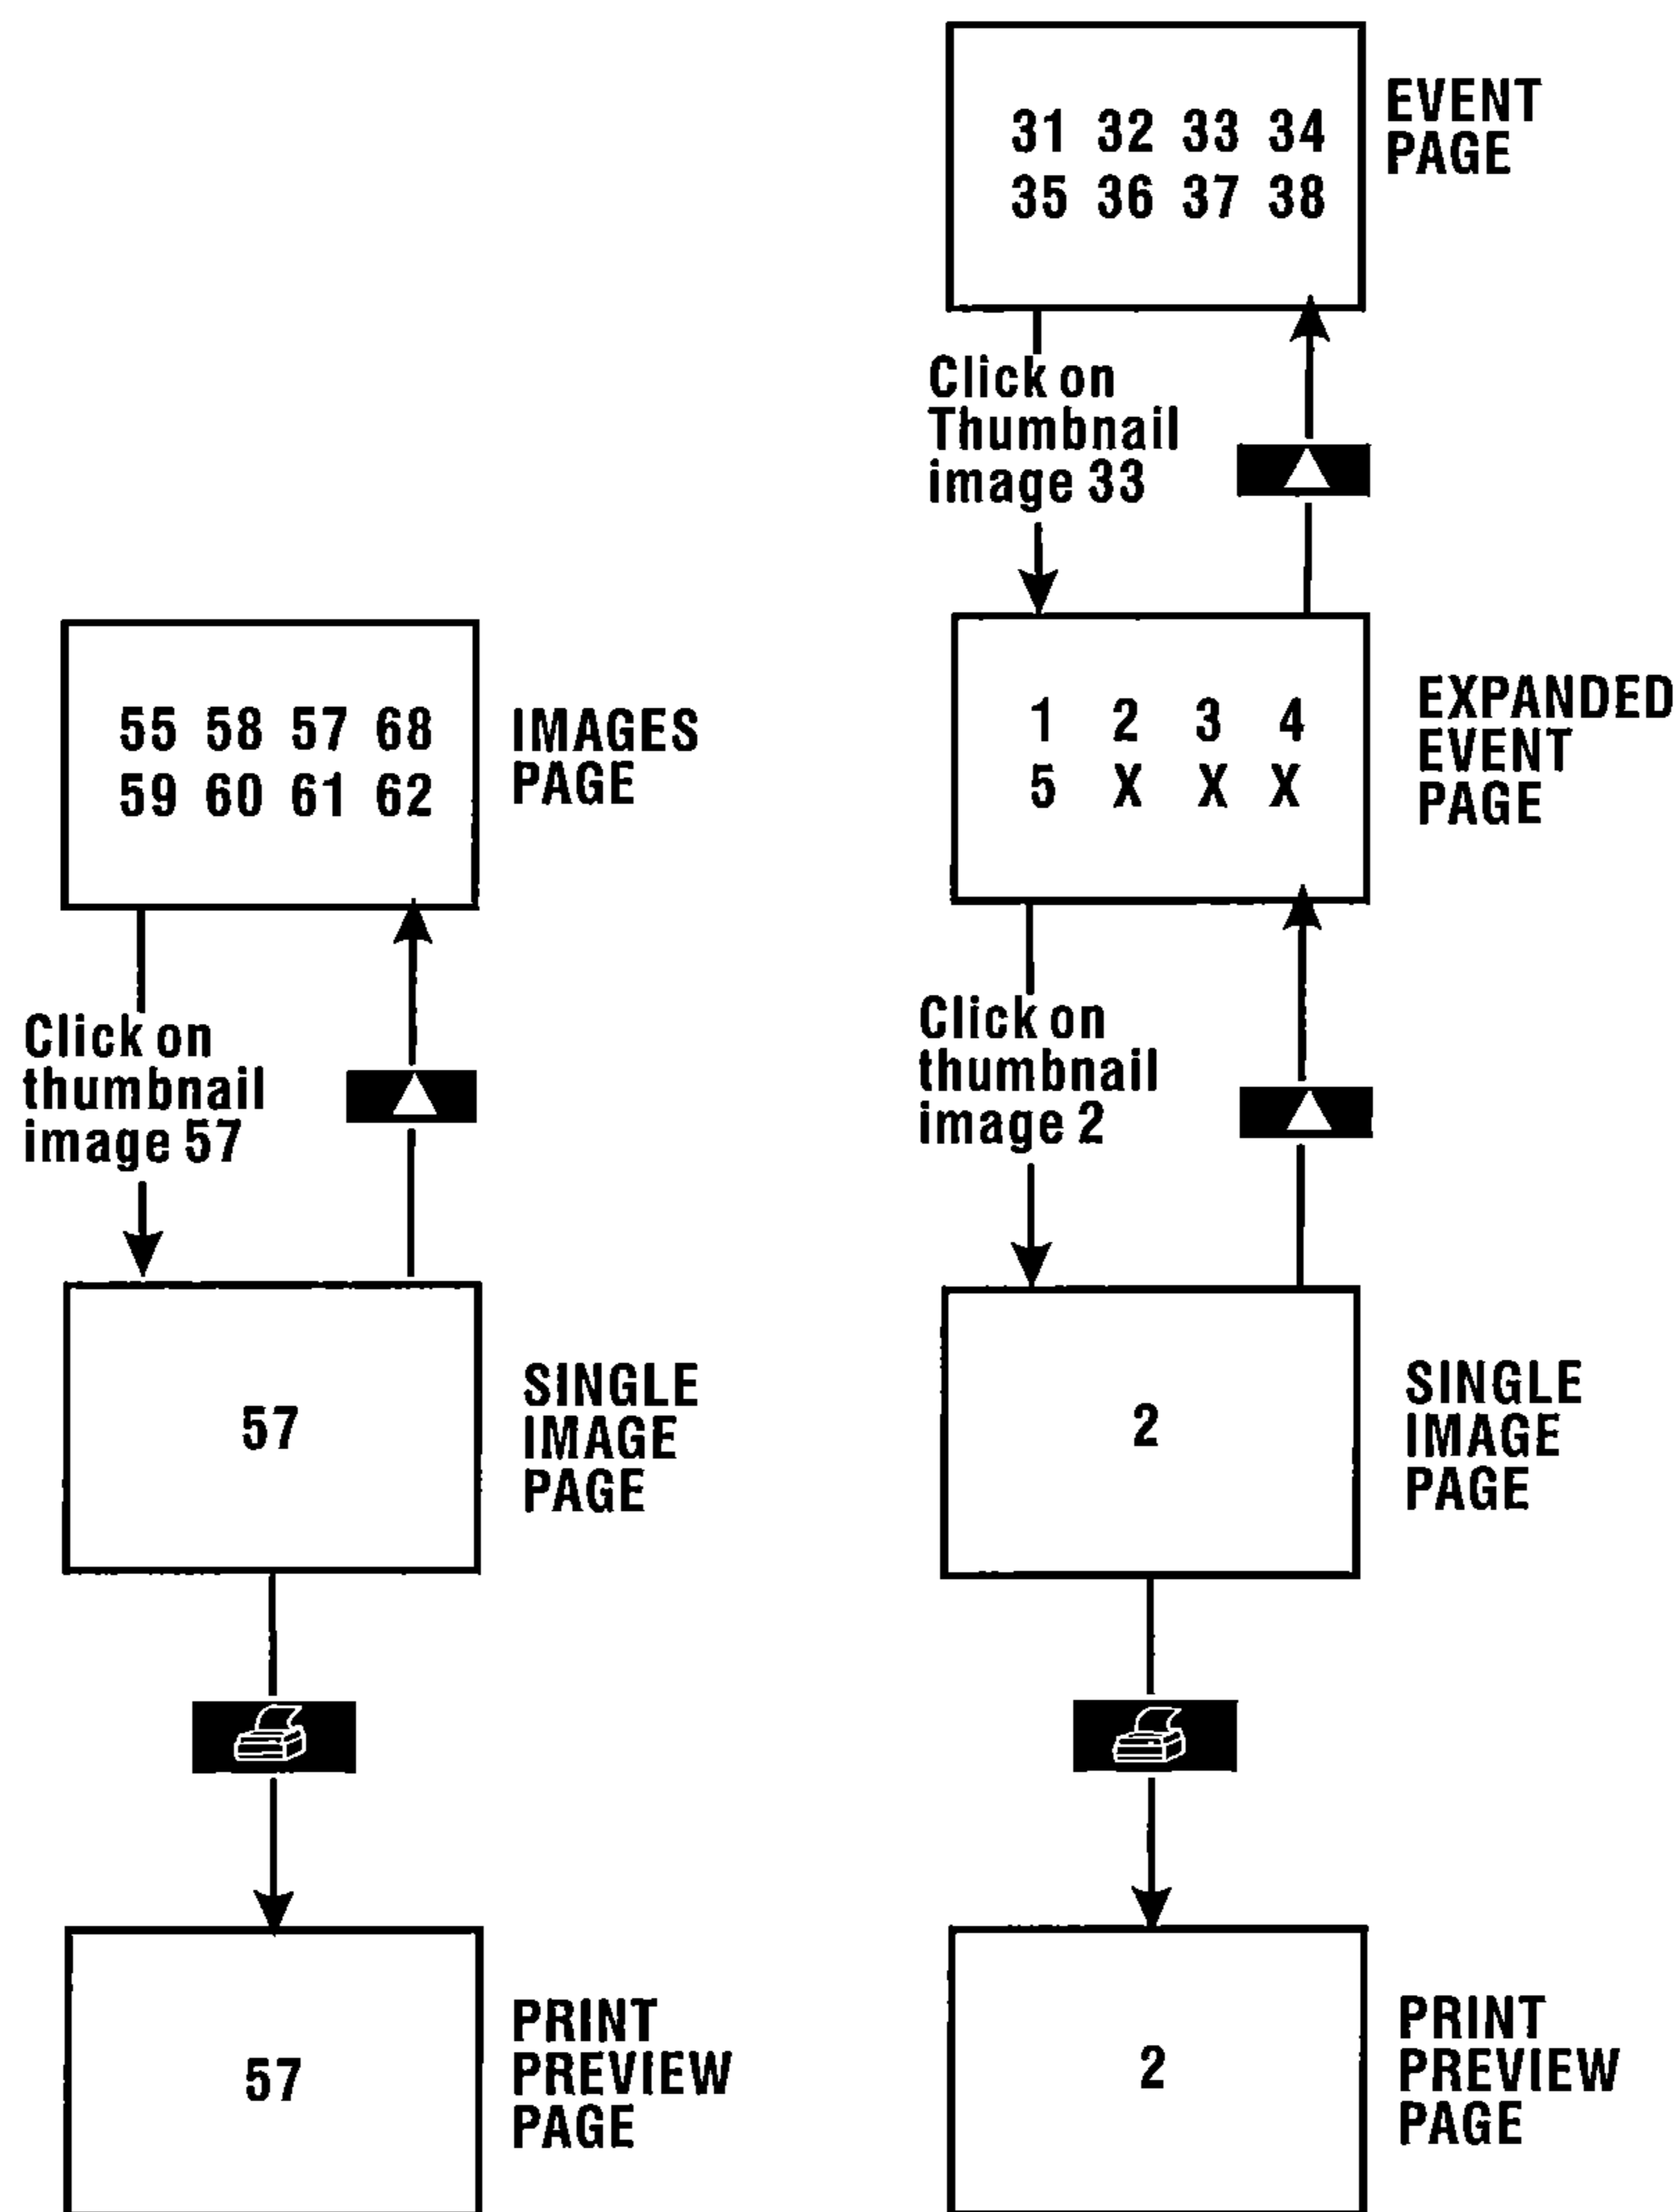 31 32 33 34
35 36 37 38
EVENT
PAGE
Click on
Thumbnail
image 33
55 58 57 68
59 60 61 62
IMAGES
PAGE
1 2 3 4
5 X X X
EXPANDED
EVENT
PAGE
Click on
thumbnail
image 57
Click on
thumbnail
image 2
57
SINGLE
IMAGE
PAGE
2
SINGLE
IMAGE
PAGE
57
PRINT
PREVIEW
PAGE
2
PRINT
PREVIEW
PAGE